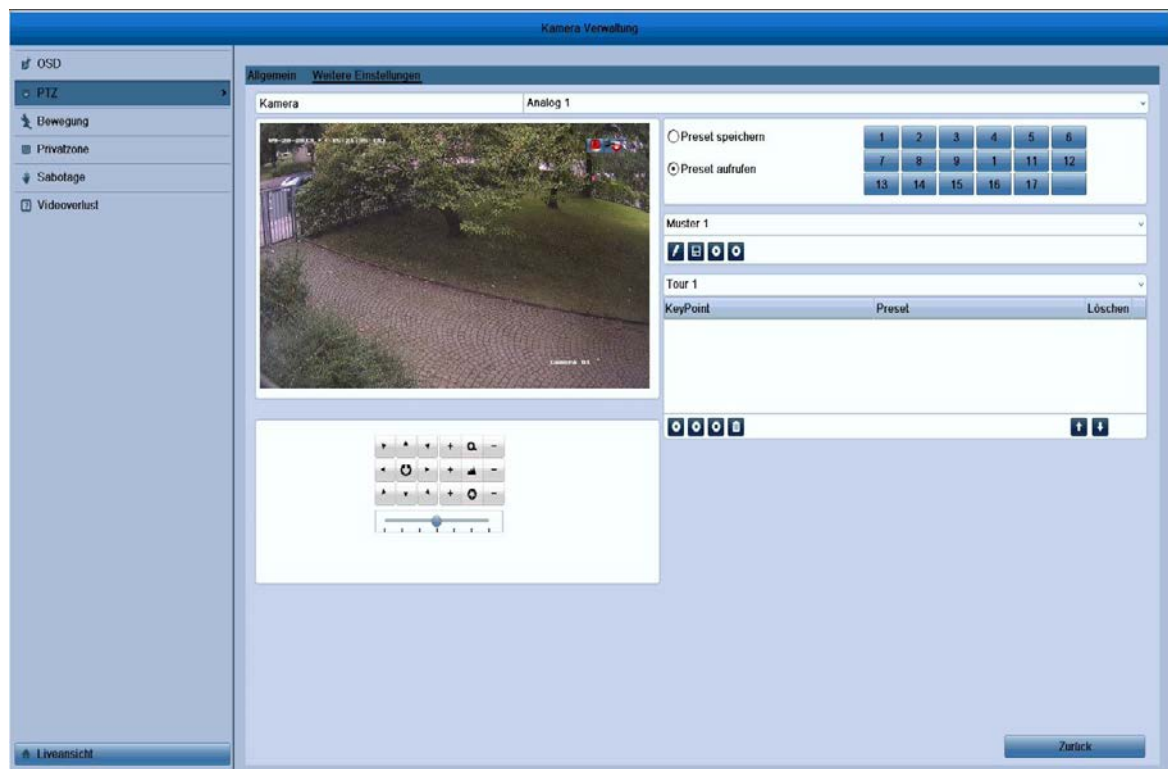 Kamera Verwaltung
OSD
PTZ
Bewegung
Privatzone
Sabotage
Videoverlust
Liveansicht
Allgemein Weitere Einstellungen
Kamera Analog 1
Camera 01
Preset speichern
Preset aufrufen
1 2 3 4 5 6
7 8 9 1 11 12
13 14 15 16 17
Muster 1
Tour 1
KeyPoint Preset Löschen
Zurück